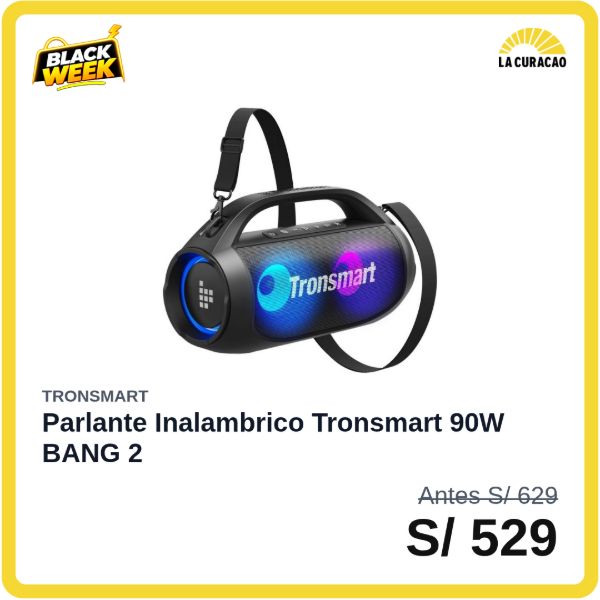 BLACK
WEEK
LA CURACAO
Tronsmart
TRONSMART
Parlante Inalambrico Tronsmart 90W
BANG 2
Antes S/ 629
S/ 529